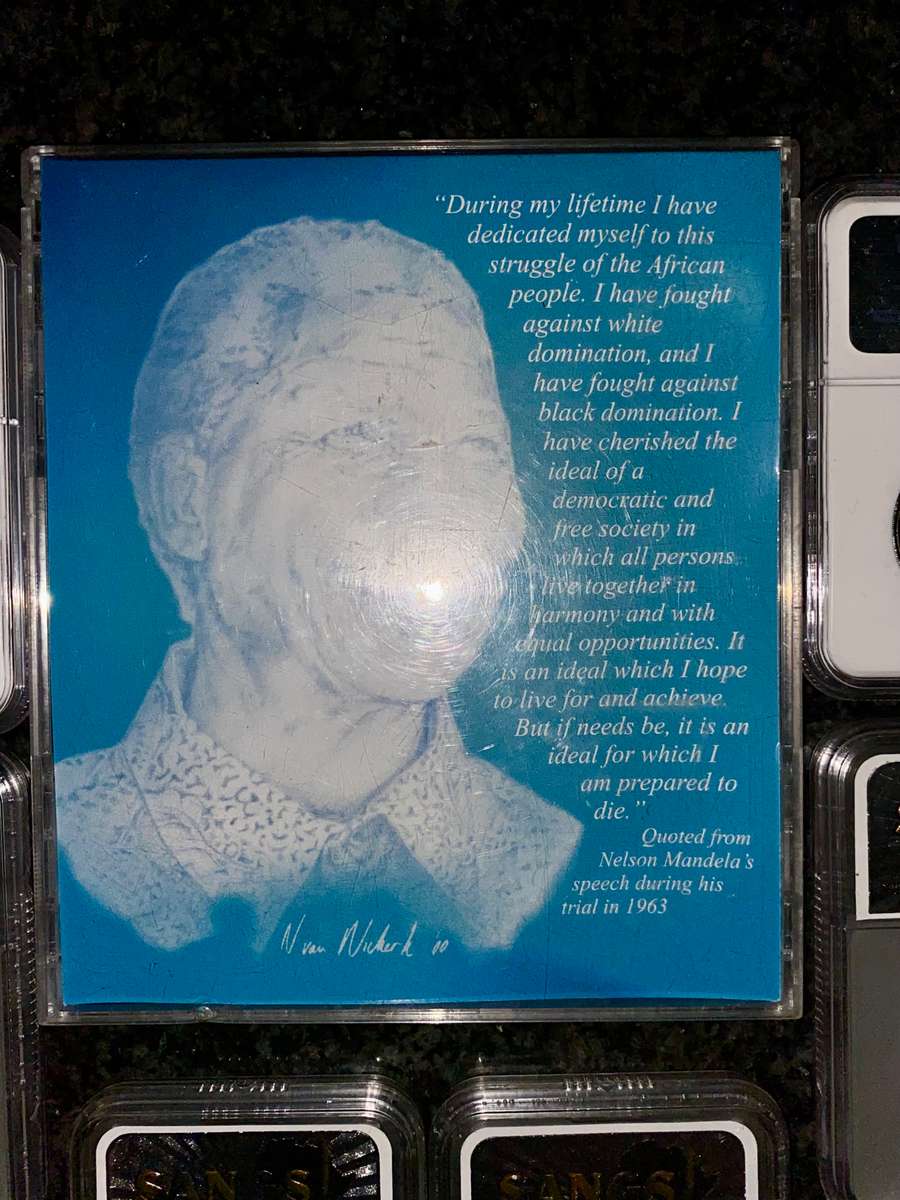 “During my lifetime I have
dedicated myself to this
struggle of the African
people. I have fought
against white
domination, and I
have fought against
black domination. I
have cherished the
ideal of a
democratic and
free society in
which all persons
live together in
harmony and with
equal opportunities. It
is an ideal which I hope
to live for and achieve.
But if needs be, it is an
ideal for which I
am prepared to
die.”
Quoted from
Nelson Mandela’s
speech during his
trial in 1963
N van Niekerk '00
SANGS
SANGS